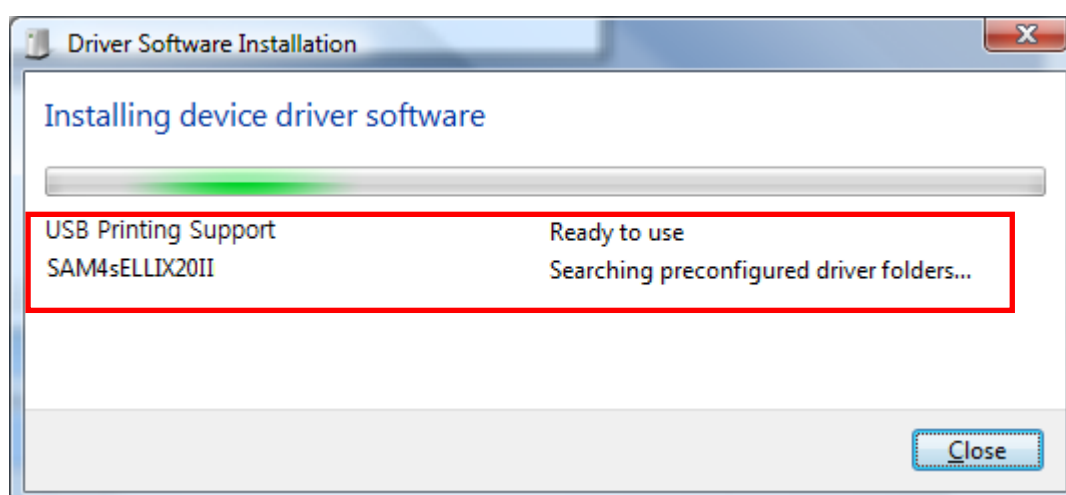 Driver Software Installation
Installing device driver software
USB Printing Support Ready to use
SAM4sELLIX20II Searching preconfigured driver folders...
Close